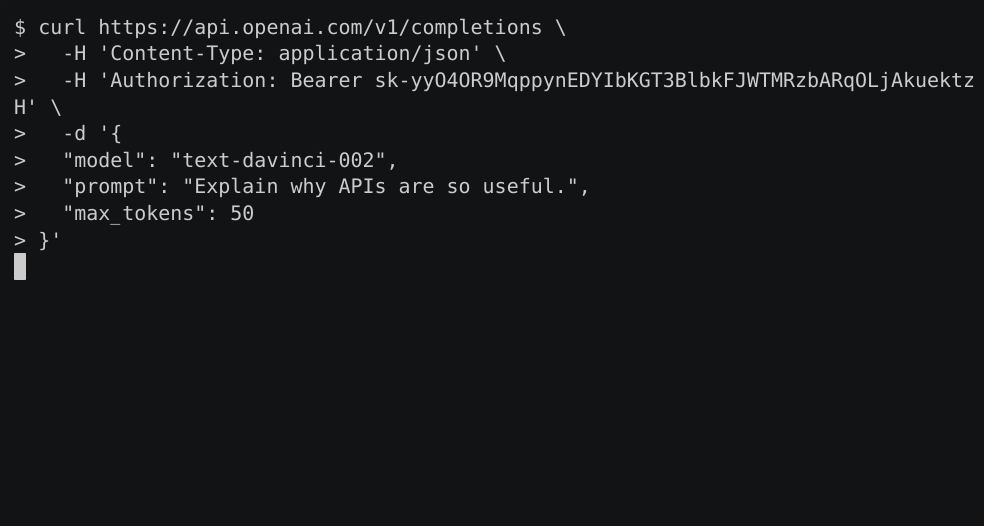 $ curl https://api.openai.com/v1/completions \
>   -H 'Content-Type: application/json' \
>   -H 'Authorization: Bearer sk-yyO4OR9MqppynEDYIbKGT3BlbkFJWTMRzbARqOLjAkuektz
H' \
>   -d '{
>   "model": "text-davinci-002",
>   "prompt": "Explain why APIs are so useful.",
>   "max_tokens": 50
> }'